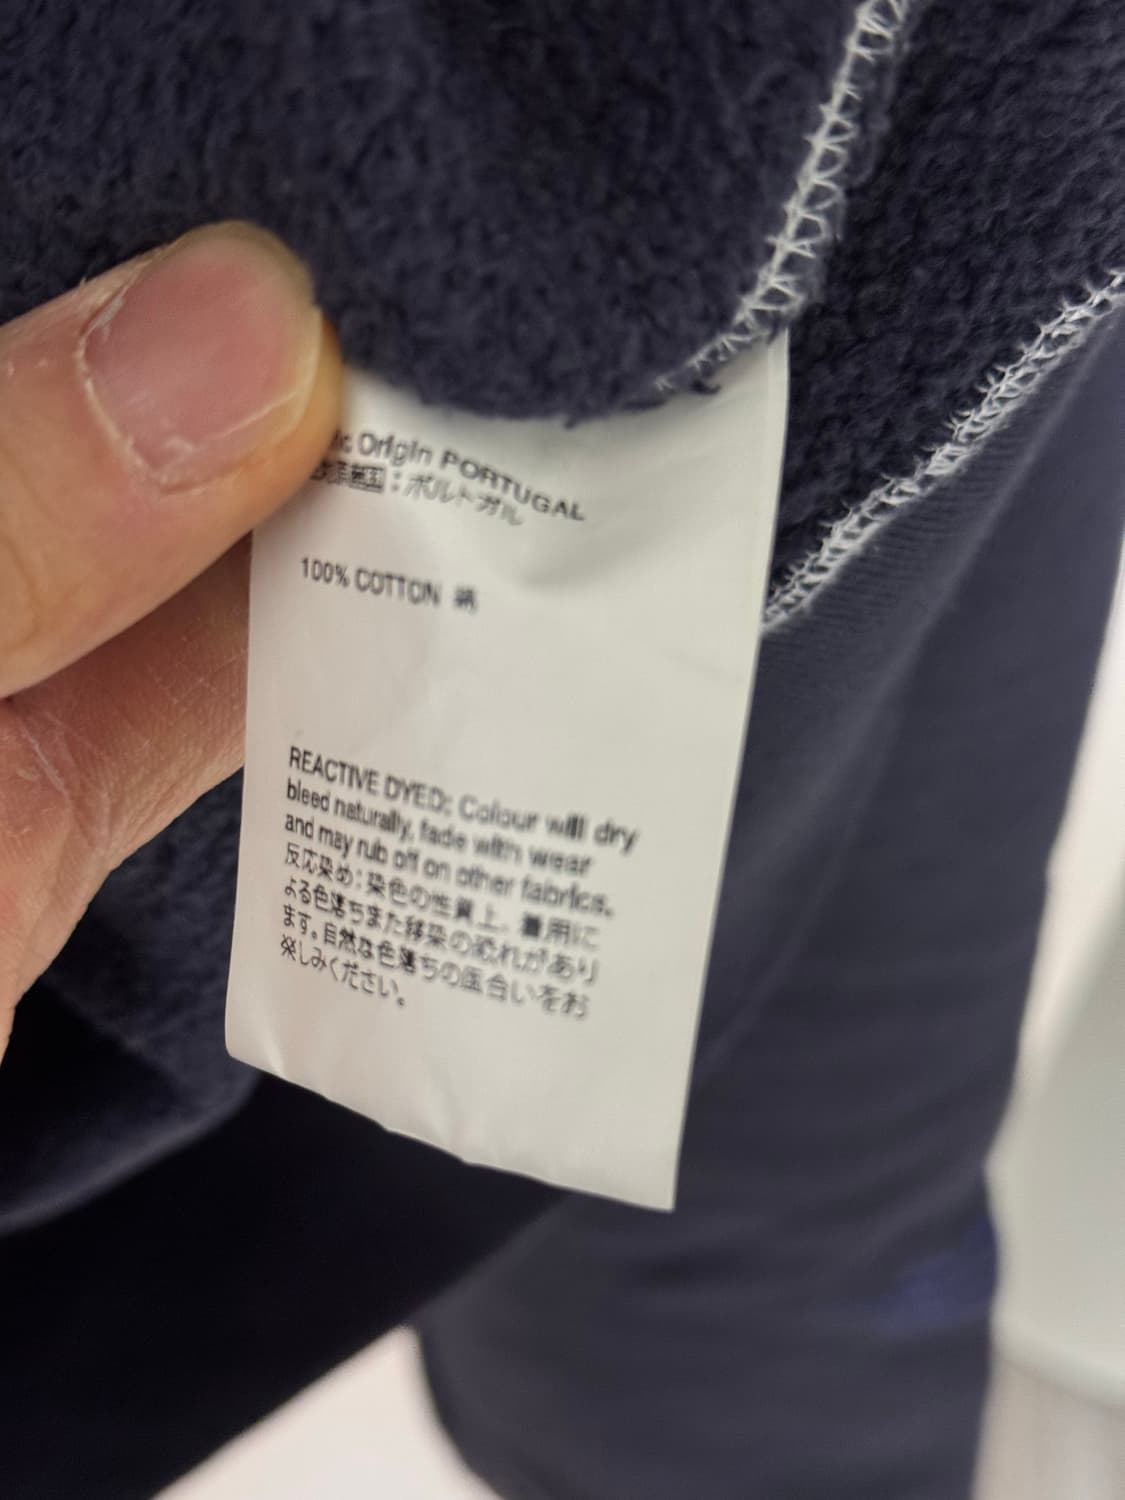 Origin PORTUGAL
原産国：ポルトガル
100% COTTON 綿
REACTIVE DYED: Colour will dry
bleed naturally, fade with wear
and may rub off on other fabrics.
反応染め：染色の性質上、着用に
よる色落ちまた移染の恐れがあり
ます。自然な色落ちの風合いをお
楽しみください。